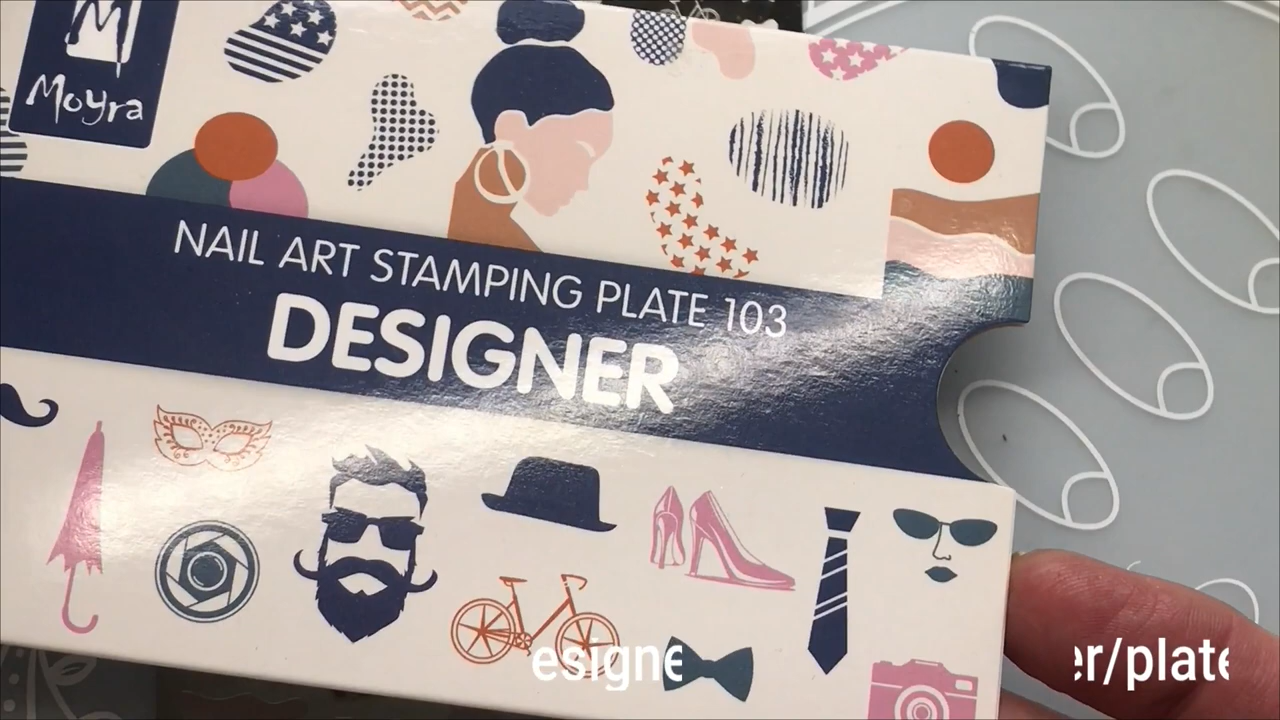 Moyra
NAIL ART STAMPING PLATE 103
DESIGNER
esigne
er/plate